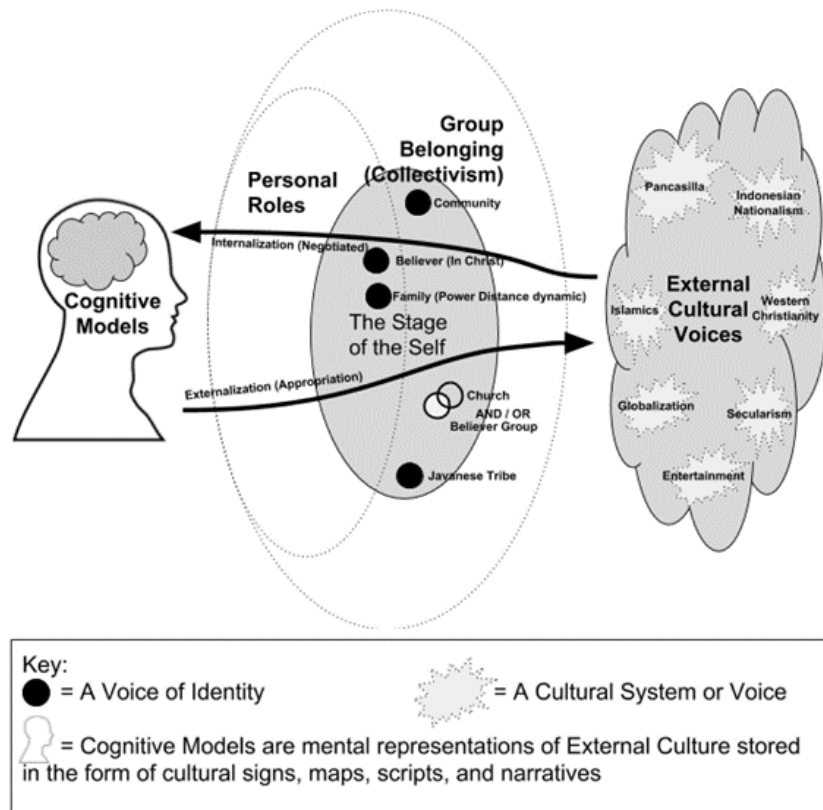 Group
Belonging
(Collectivism)
Personal
Roles
Community
Internalization (Negotiated)
Believer (In Christ)
Family (Power Distance dynamic)
The Stage
of the Self
Externalization (Appropriation)
Church
AND / OR
Believer Group
Javanese Tribe
Cognitive
Models
Pancasilla
Indonesian
Nationalism
External
Cultural
Voices
Islamics
Western
Christianity
Globalization
Secularism
Entertainment
Key:
= A Voice of Identity
= A Cultural System or Voice
= Cognitive Models are mental representations of External Culture stored
in the form of cultural signs, maps, scripts, and narratives